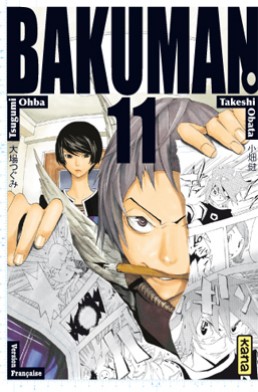 BAKUMAN。
Tsugumi Ohba
大場つぐみ
11
Takeshi Obata
小畑健
Version Française
KANA